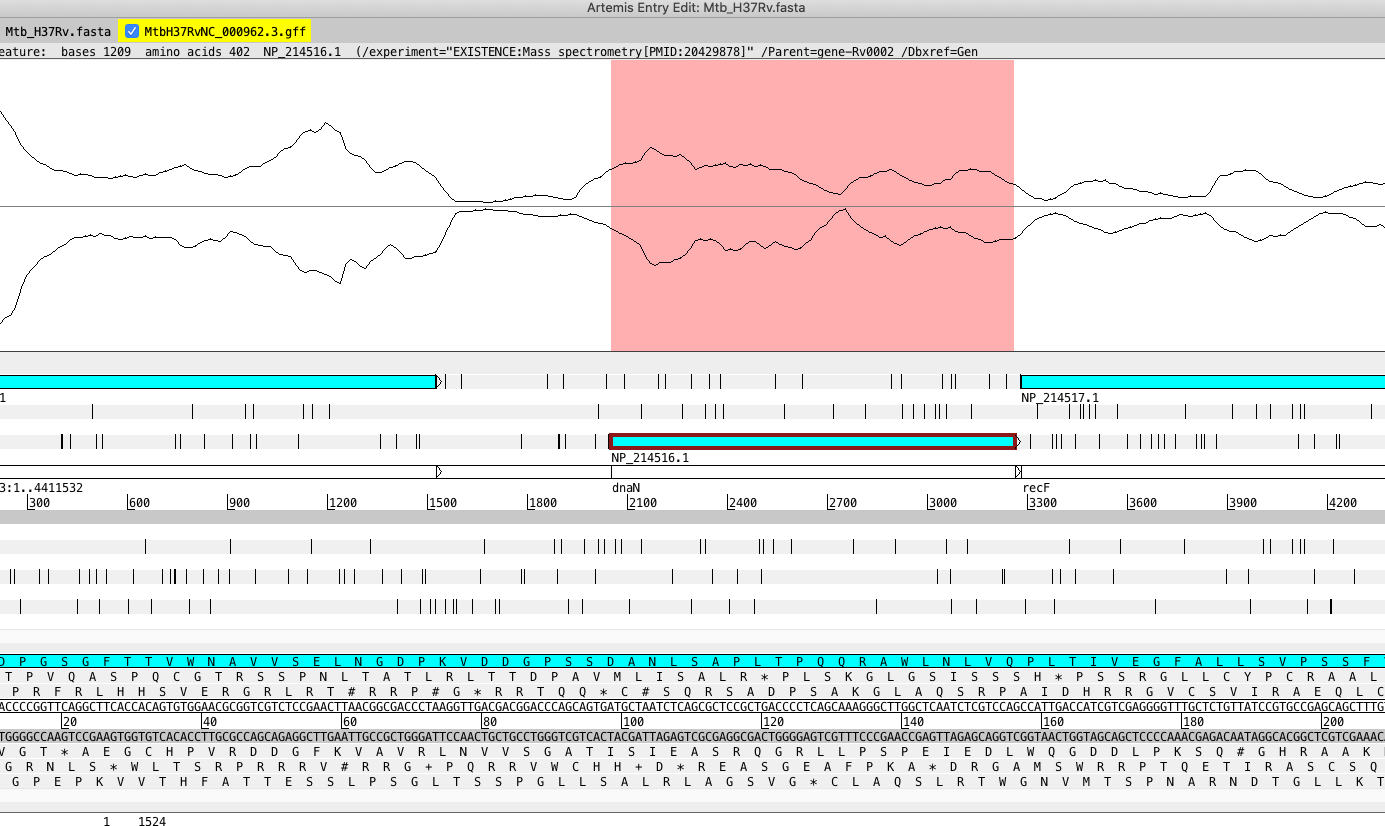 Artemis Entry Edit: Mtb_H37Rv.fasta
Mtb_H37Rv.fasta MtbH37RvNC_000962.3.gff
eature: bases 1209 amino acids 402 NP_214516.1 (/experiment="EXISTENCE:Mass spectrometry[PMID:20429878]" /Parent=gene-Rv0002 /Dbxref=Gen
1 NP_214517.1
NP_214516.1
3:1..4411532 dnaN recF
300 600 900 1200 1500 1800 2100 2400 2700 3000 3300 3600 3900 4200
D P G S G F T T V W N A V V S E L N G D P K V D D G P S S D A N L S A P L T P Q Q R A W L N L V Q P L T I V E G F A L L S V P S S F
T P V Q A S P Q C G T R S S P N L T A T L R L T T D P A V M L I S A L R * P L S K G L G S I S S S H * P S R G L L C Y P C R A A L
P R F R L H H S V E R G R L R T # R R P # G * R R T Q Q * C # S Q R S A D P S A K G L A Q S R P A I D H R R G V C S V I R A E Q L C
ACCCCGGTTCAGGCTTCACCACAGTGTGGAACGCGGTCGTCTCCGAACTTAACGGCGACCCTAAGGTTGACGACGGACCCAGCAGTGATGCTAATCTCAGCGCTCCGCTGACCCCTCAGCAAAGGGCTTGGCTCAATCTCGTCCAGCCATTGACCATCGTCGAGGGGTTTGCTCTGTTATCCGTGCCGAGCAGCTTTG
20 40 60 80 100 120 140 160 180 200
TGGGGCCAAGTCCGAAGTGGTGTCACACCTTGCGCCAGCAGAGGCTTGAATTGCCGCTGGGATTCCAACTGCTGCCTGGGTCGTCACTACGATTAGAGTCGCGAGGCGACTGGGGAGTCGTTTCCCGAACCGAGTTAGAGCAGGTCGGTAACTGGTAGCAGCTCCCCAAACGAGACAATAGGCACGGCTCGTCGAAAC
V G T * A E G C H P V R D D G F K V A V R L N V V S G A T I S I E A S R Q G R L L P S P E I E D L W Q G D D L P K S Q # G H R A A K
G R N L S * W L T S R P R R R V # R R G + P Q R R V W C H H + D * R E A S G E A F P K A * D R G A M S W R R P T Q E T I R A S C S Q
G P E P K V V T H F A T T E S S L P S G L T S S P G L L S A L R L A G S V G * C L A Q S L R T W G N V M T S P N A R N D T G L L K T
1 1524